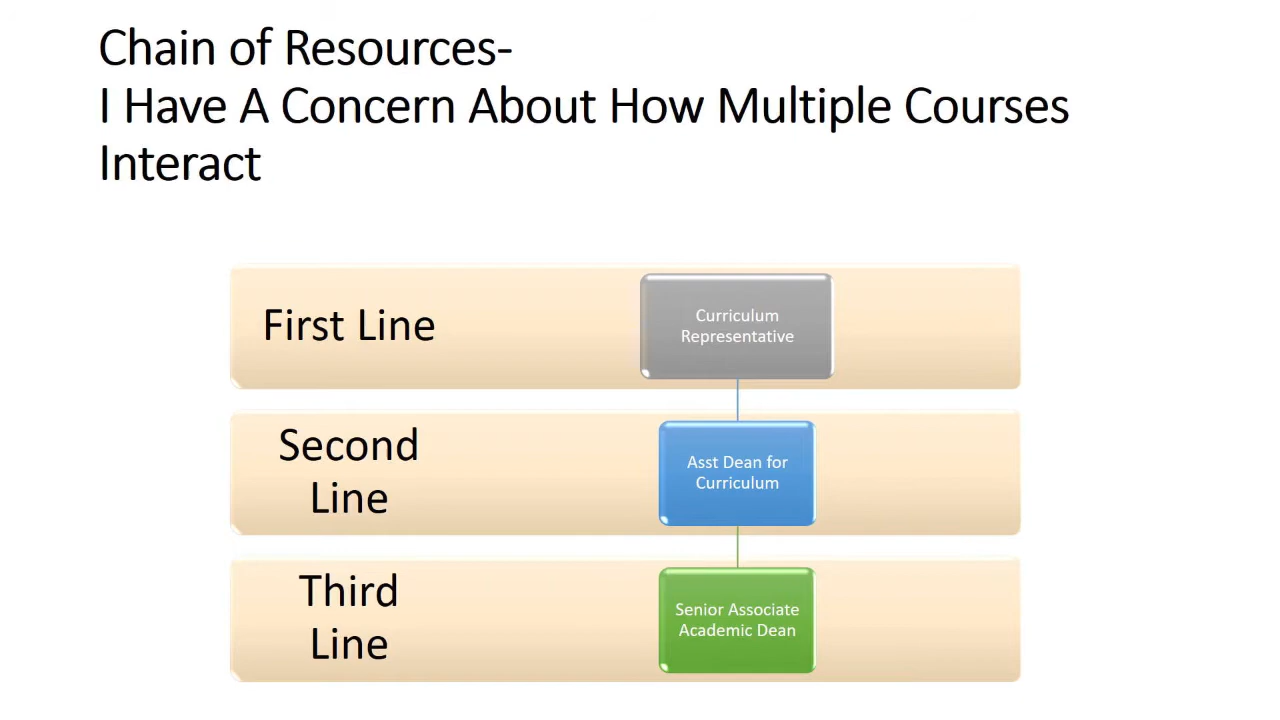 Chain of Resources-
I Have A Concern About How Multiple Courses
Interact
First Line
Curriculum
Representative
Second
Line
Asst Dean for
Curriculum
Third
Line
Senior Associate
Academic Dean